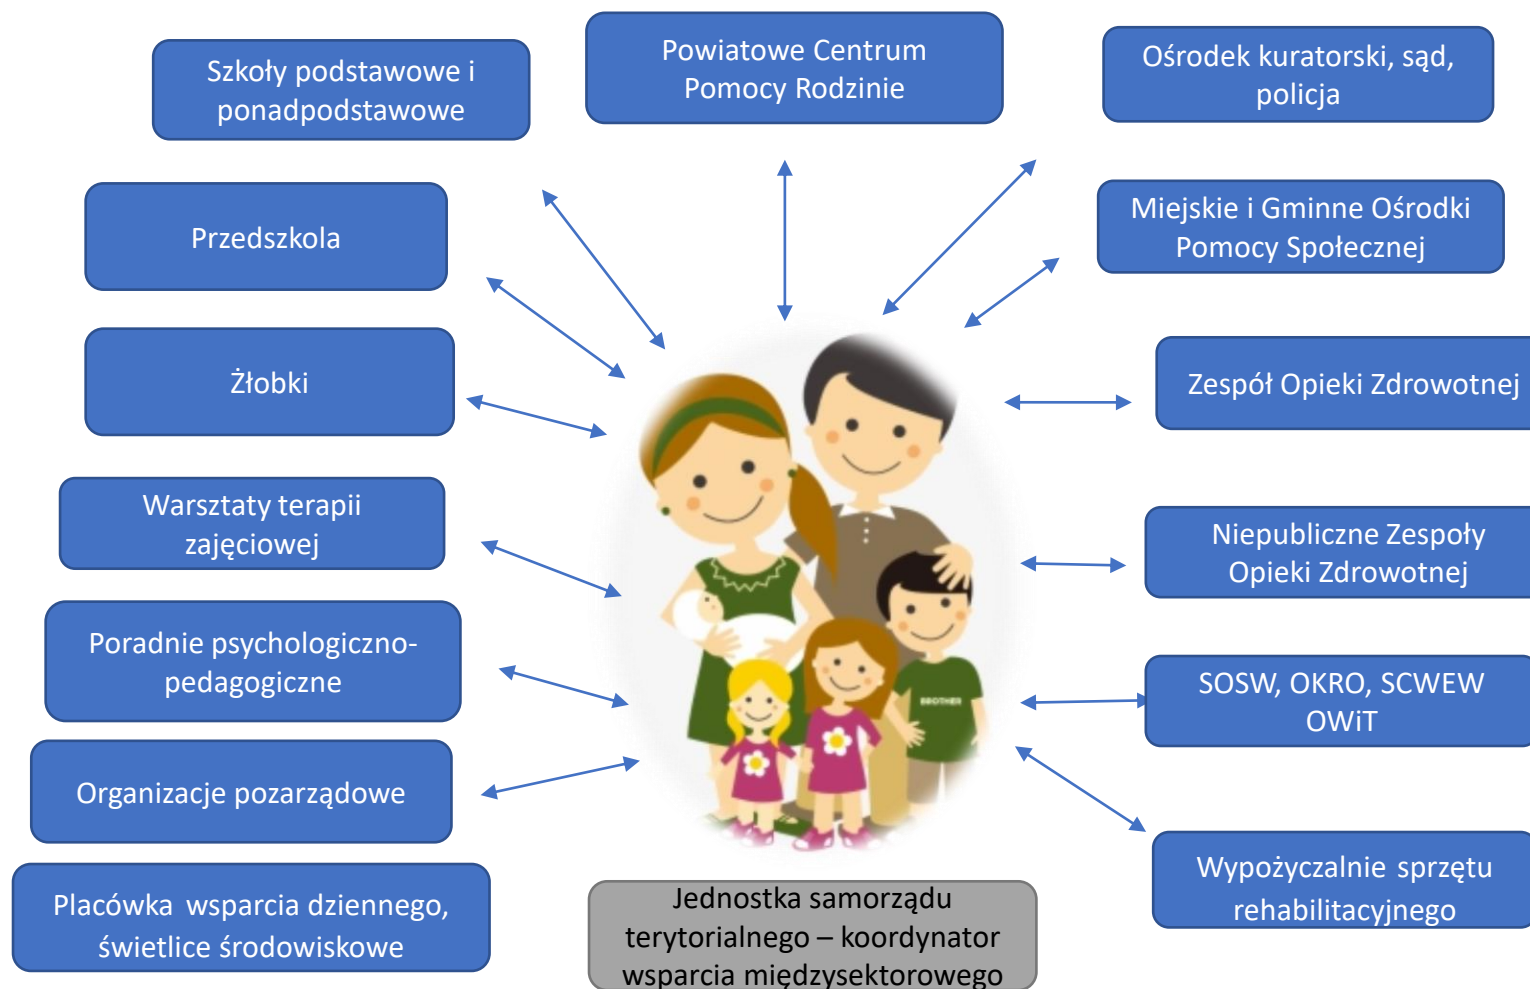 Szkoły podstawowe i
ponadpodstawowe
Powiatowe Centrum
Pomocy Rodzinie
Ośrodek kuratorski, sąd,
policja
Przedszkola
Miejskie i Gminne Ośrodki
Pomocy Społecznej
Żłobki
Zespół Opieki Zdrowotnej
Warsztaty terapii
zajęciowej
Niepubliczne Zespoły
Opieki Zdrowotnej
Poradnie psychologiczno-
pedagogiczne
SOSW, OKRO, SCWEW
OWiT
BROTHER
Organizacje pozarządowe
Wypożyczalnie sprzętu
rehabilitacyjnego
Placówka wsparcia dziennego,
świetlice środowiskowe
Jednostka samorządu
terytorialnego – koordynator
wsparcia międzysektorowego